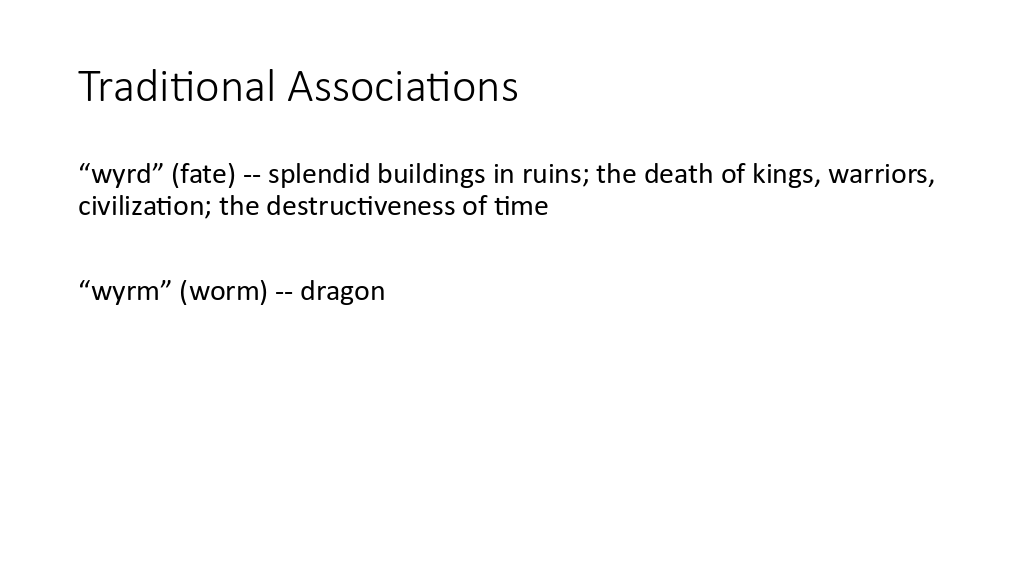 Traditional Associations
“wyrd” (fate) -- splendid buildings in ruins; the death of kings, warriors,
civilization; the destructiveness of time
“wyrm” (worm) -- dragon